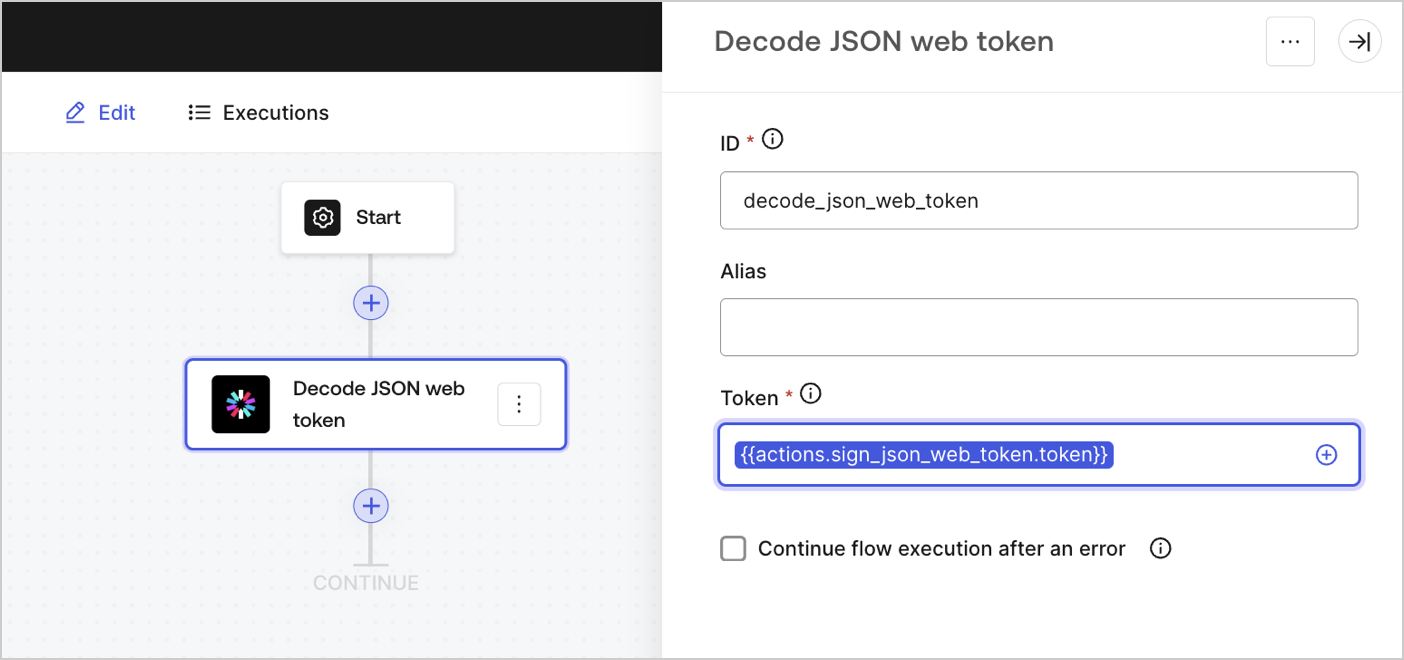 Edit
Executions
Start
Decode JSON web
token
CONTINUE
Decode JSON web token
ID *
decode_json_web_token
Alias
Token *
{{actions.sign_json_web_token.token}}
Continue flow execution after an error